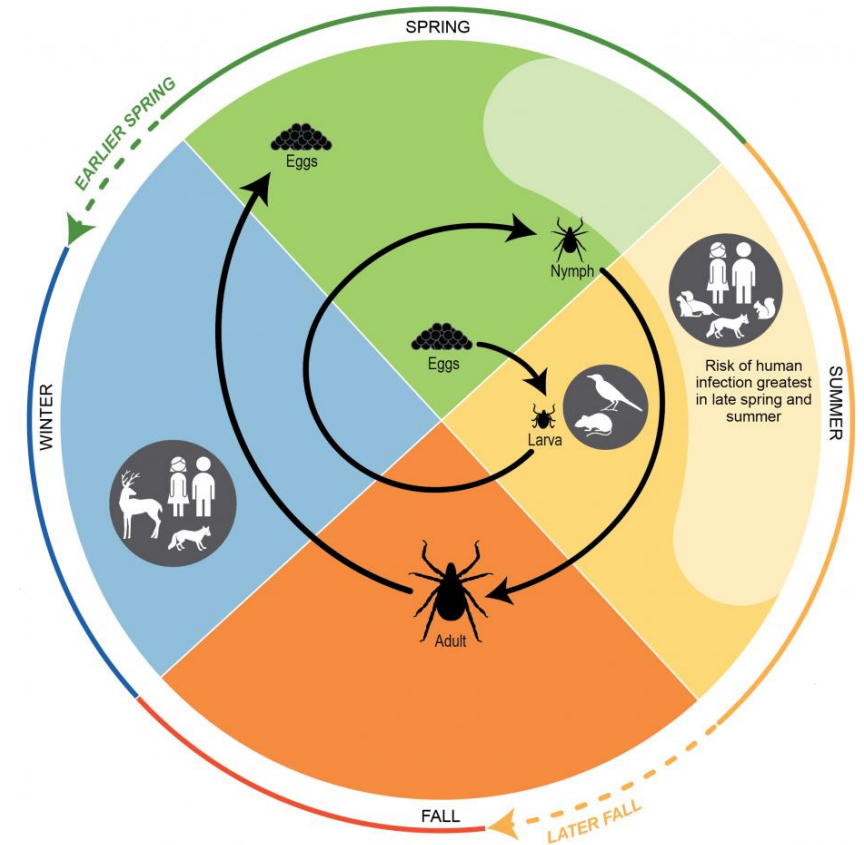 SPRING
EARLIER SPRING
Eggs
Nymph
Eggs
Larva
Risk of human
infection greatest
in late spring and
summer
WINTER
SUMMER
Adult
FALL
LATER FALL